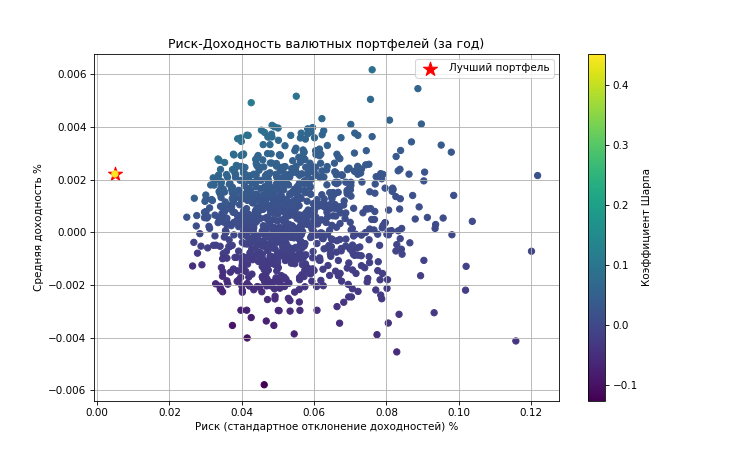 Риск-Доходность валютных портфелей (за год)
Лучший портфель
0.006
0.004
0.002
0.000
−0.002
−0.004
−0.006
Средняя доходность %
0.00 0.02 0.04 0.06 0.08 0.10 0.12
Риск (стандартное отклонение доходностей) %
0.4
0.3
0.2
0.1
0.0
−0.1
Коэффициент Шарпа